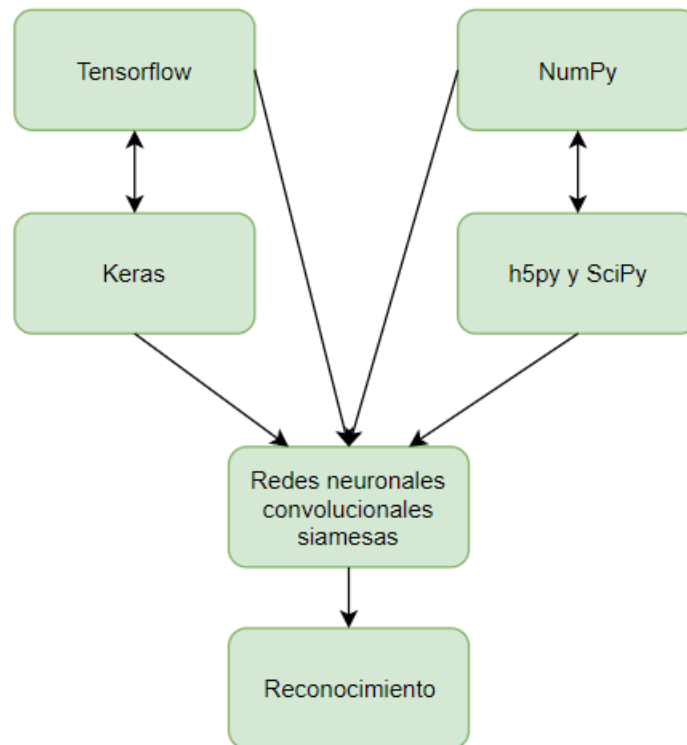 Tensorflow
NumPy
Keras
h5py y SciPy
Redes neuronales
convolucionales
siamesas
Reconocimiento